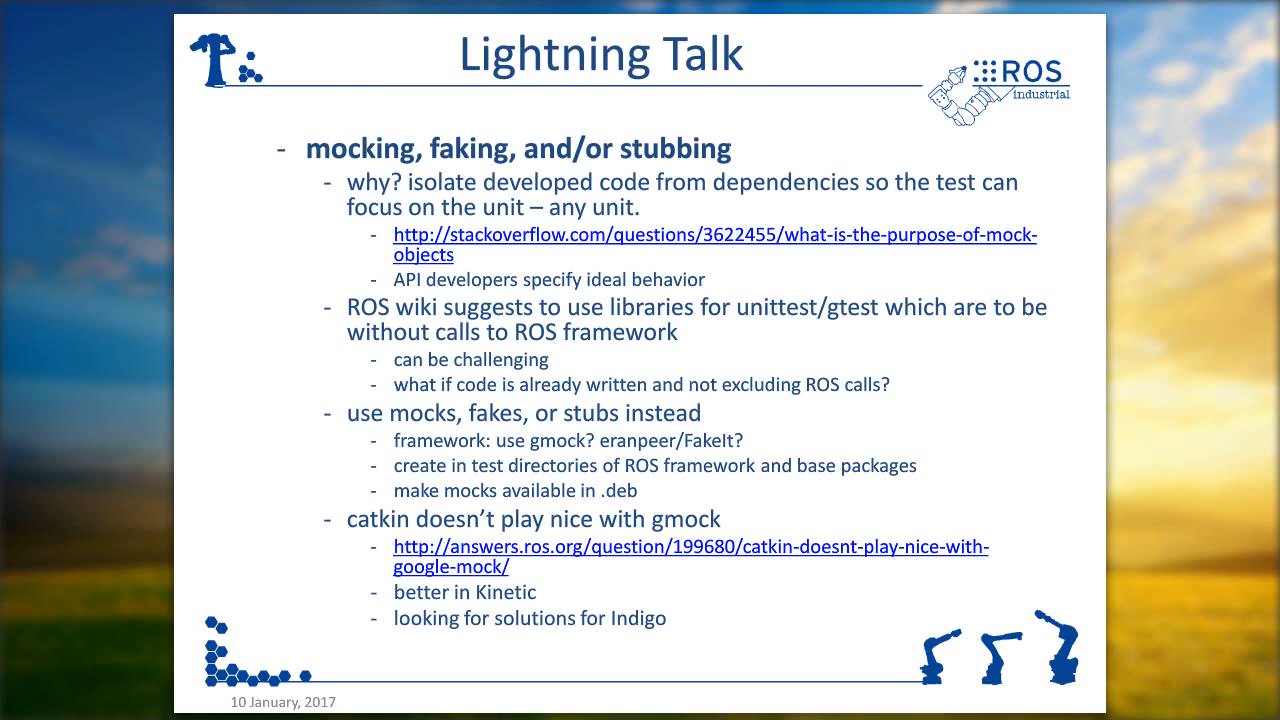 Lightning Talk
ROS
industrial
- mocking, faking, and/or stubbing
- why? isolate developed code from dependencies so the test can
focus on the unit – any unit.
- http://stackoverflow.com/questions/3622455/what-is-the-purpose-of-mock-
objects
- API developers specify ideal behavior
- ROS wiki suggests to use libraries for unittest/gtest which are to be
without calls to ROS framework
- can be challenging
- what if code is already written and not excluding ROS calls?
- use mocks, fakes, or stubs instead
- framework: use gmock? eranpeer/FakeIt?
- create in test directories of ROS framework and base packages
- make mocks available in .deb
- catkin doesn’t play nice with gmock
- http://answers.ros.org/question/199680/catkin-doesnt-play-nice-with-
google-mock/
- better in Kinetic
- looking for solutions for Indigo
10 January, 2017